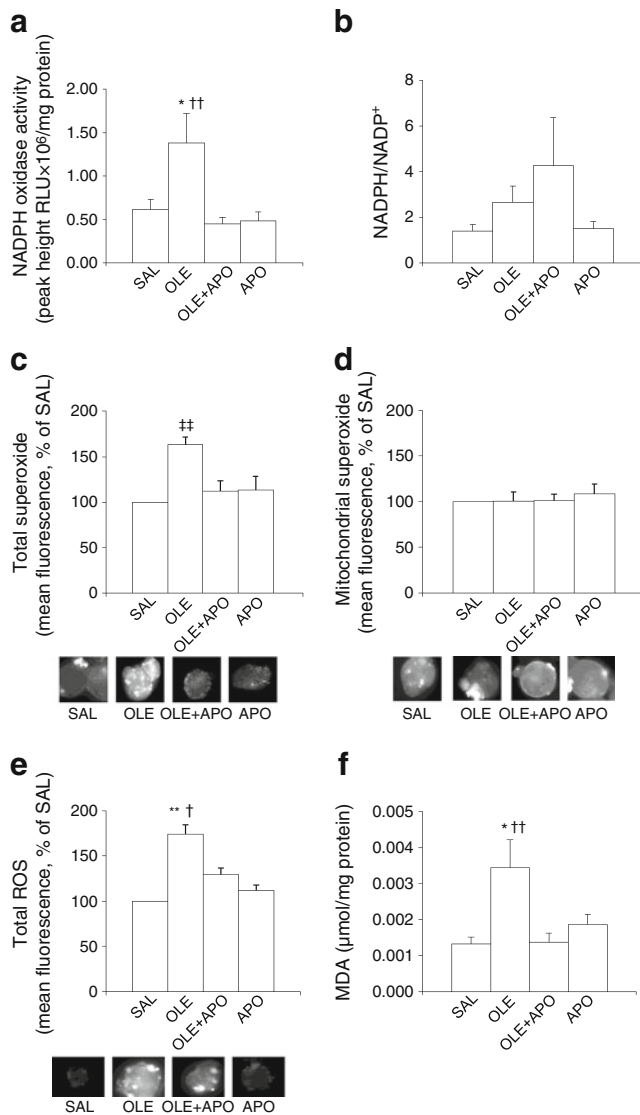 a
NADPH oxidase activity
(peak height RLU×10⁶/mg protein)
2.00
1.50
1.00
0.50
0.00
* ††
SAL
OLE
OLE+APO
APO
b
NADPH/NADP⁺
8
6
4
2
0
SAL
OLE
OLE+APO
APO
c
Total superoxide
(mean fluorescence, % of SAL)
200
150
100
50
0
‡‡
SAL
OLE
OLE+APO
APO
SAL OLE OLE+APO APO
d
Mitochondrial superoxide
(mean fluorescence, % of SAL)
200
150
100
50
0
SAL
OLE
OLE+APO
APO
SAL OLE OLE+APO APO
e
Total ROS
(mean fluorescence, % of SAL)
200
150
100
50
0
** †
SAL
OLE
OLE+APO
APO
SAL OLE OLE+APO APO
f
MDA (µmol/mg protein)
0.005
0.004
0.003
0.002
0.001
0.000
* ††
SAL
OLE
OLE+APO
APO